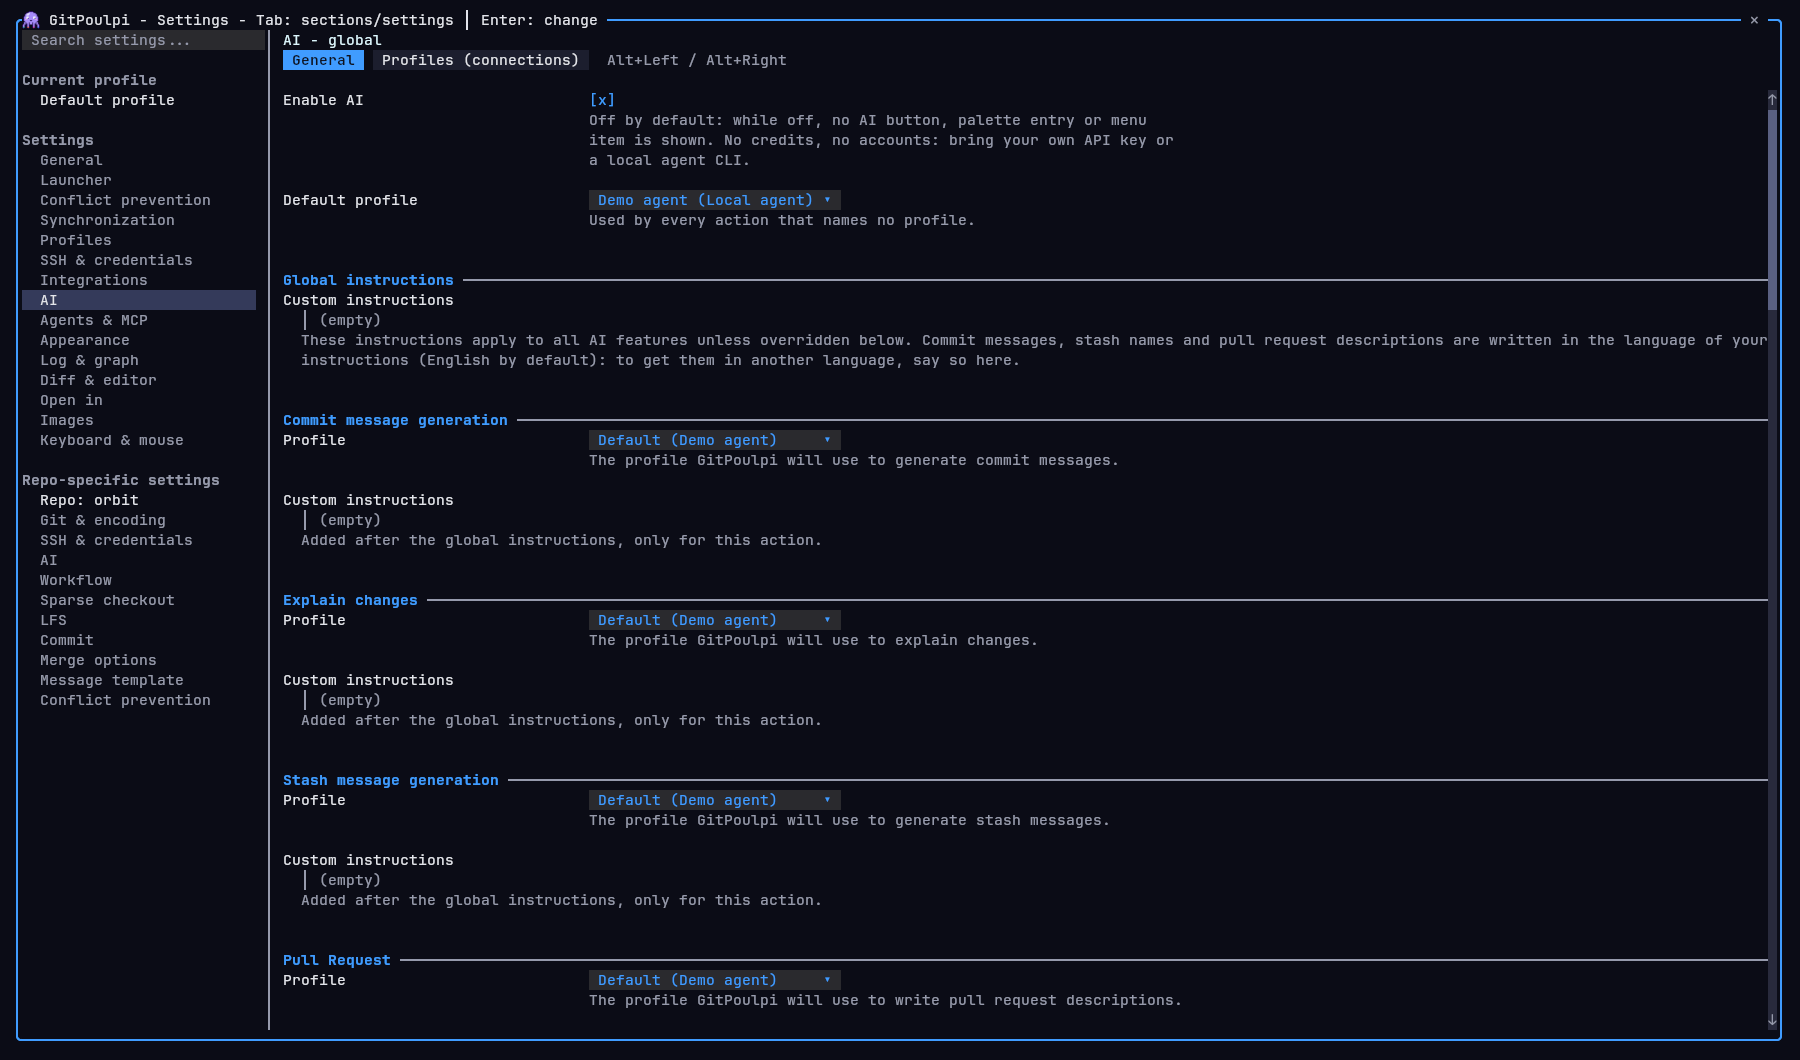 GitPoulpi - Settings - Tab: sections/settings | Enter: change ×
Search settings...
Current profile
Default profile
Settings
General
Launcher
Conflict prevention
Synchronization
Profiles
SSH & credentials
Integrations
AI
Agents & MCP
Appearance
Log & graph
Diff & editor
Open in
Images
Keyboard & mouse
Repo-specific settings
Repo: orbit
Git & encoding
SSH & credentials
AI
Workflow
Sparse checkout
LFS
Commit
Merge options
Message template
Conflict prevention
AI - global
General Profiles (connections) Alt+Left / Alt+Right
Enable AI [x]
Off by default: while off, no AI button, palette entry or menu
item is shown. No credits, no accounts: bring your own API key or
a local agent CLI.
Default profile Demo agent (Local agent) ▾
Used by every action that names no profile.
Global instructions
Custom instructions
(empty)
These instructions apply to all AI features unless overridden below. Commit messages, stash names and pull request descriptions are written in the language of your
instructions (English by default): to get them in another language, say so here.
Commit message generation
Profile Default (Demo agent) ▾
The profile GitPoulpi will use to generate commit messages.
Custom instructions
(empty)
Added after the global instructions, only for this action.
Explain changes
Profile Default (Demo agent) ▾
The profile GitPoulpi will use to explain changes.
Custom instructions
(empty)
Added after the global instructions, only for this action.
Stash message generation
Profile Default (Demo agent) ▾
The profile GitPoulpi will use to generate stash messages.
Custom instructions
(empty)
Added after the global instructions, only for this action.
Pull Request
Profile Default (Demo agent) ▾
The profile GitPoulpi will use to write pull request descriptions.